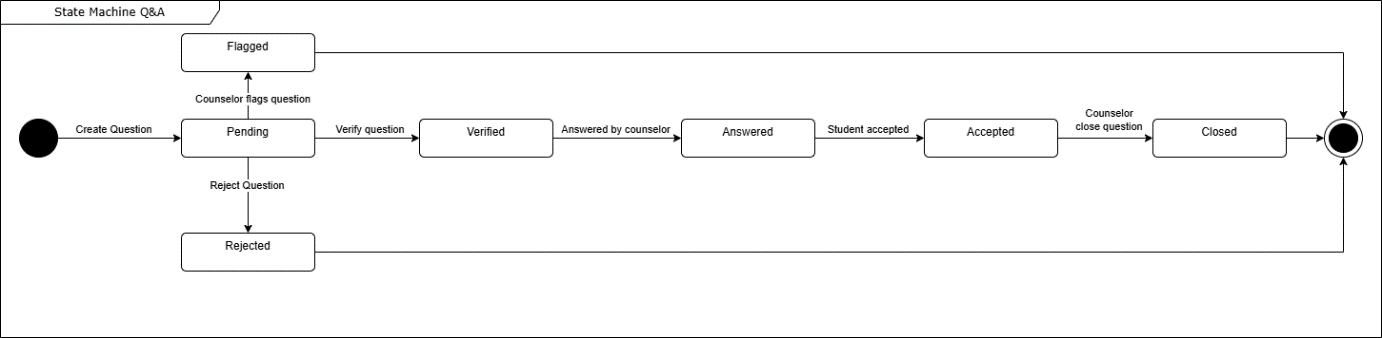 State Machine Q&A
Flagged
Counselor flags question
Create Question
Pending
Verify question
Verified
Answered by counselor
Answered
Student accepted
Accepted
Counselor
close question
Closed
Reject Question
Rejected